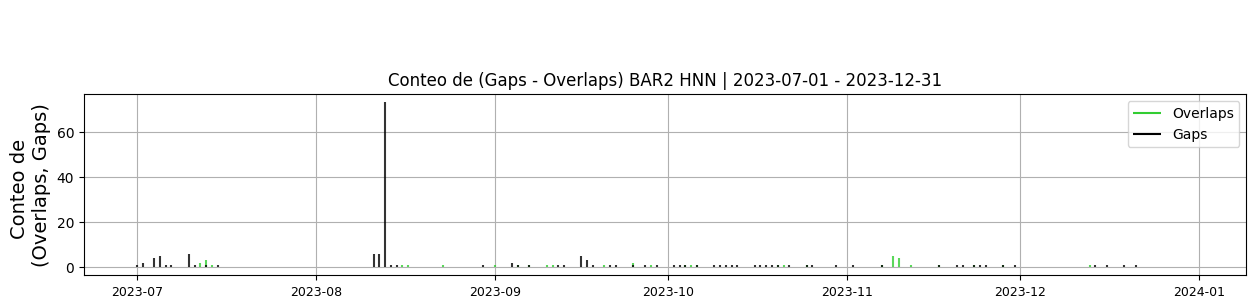 Conteo de (Gaps - Overlaps) BAR2 HNN | 2023-07-01 - 2023-12-31
Conteo de
(Overlaps, Gaps)
60
40
20
0
Overlaps
Gaps
2023-07
2023-08
2023-09
2023-10
2023-11
2023-12
2024-01